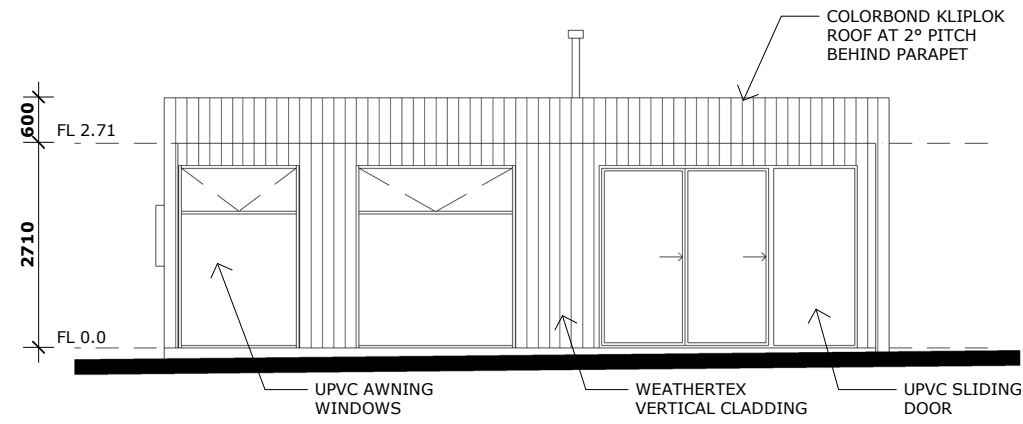 COLORBOND KLIPLOK
ROOF AT 2° PITCH
BEHIND PARAPET
600
FL 2.71
2710
FL 0.0
UPVC AWNING
WINDOWS
WEATHERTEX
VERTICAL CLADDING
UPVC SLIDING
DOOR